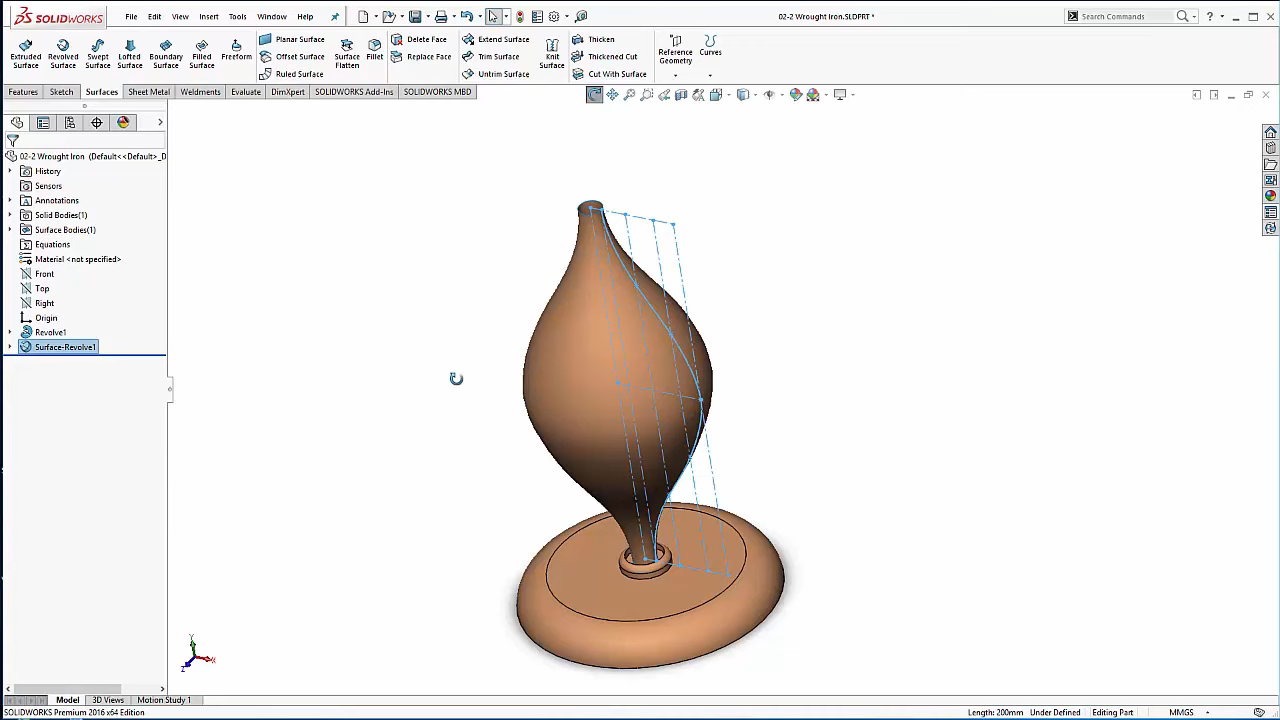 SOLIDWORKS File Edit View Insert Tools Window Help 02-2 Wrought Iron.SLDPRT * Search Commands ?
Extruded Surface Revolved Surface Swept Surface Lofted Surface Boundary Surface Filled Surface Freeform Planar Surface Offset Surface Ruled Surface Surface Flatten Fillet Delete Face Replace Face Extend Surface Trim Surface Untrim Surface Knit Surface Thicken Thickened Cut Cut With Surface Reference Geometry Curves
Features Sketch Surfaces Sheet Metal Weldments Evaluate DimXpert SOLIDWORKS Add-Ins SOLIDWORKS MBD
02-2 Wrought Iron (Default<<Default>_D
History
Sensors
Annotations
Solid Bodies(1)
Surface Bodies(1)
Equations
Material <not specified>
Front
Top
Right
Origin
Revolve1
Surface-Revolve1
Y
X
Z
Model 3D Views Motion Study 1
SOLIDWORKS Premium 2016 x64 Edition Length: 200mm Under Defined Editing Part MMGS